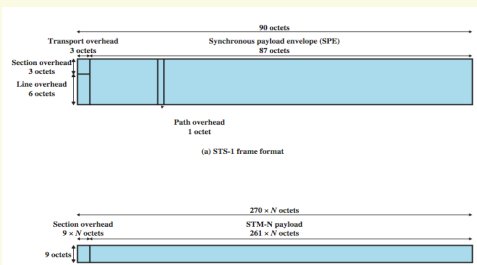 90 octets
Transport overhead
3 octets
Synchronous payload envelope (SPE)
87 octets
Section overhead
3 octets
Line overhead
6 octets
Path overhead
1 octet
(a) STS-1 frame format
270 × N octets
Section overhead
9 × N octets
STM-N payload
261 × N octets
9 octets